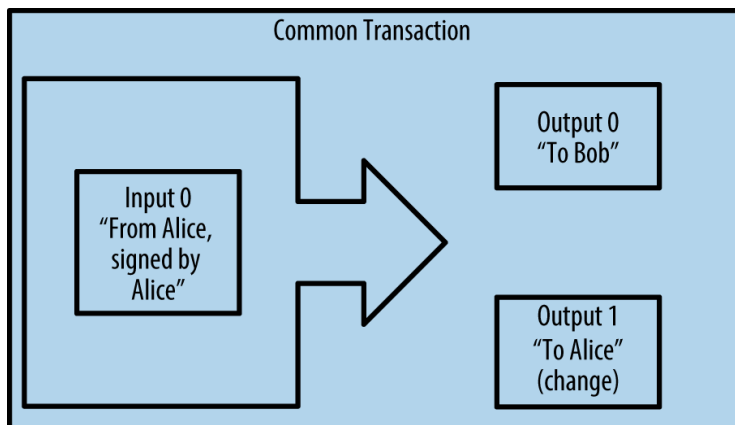 Common Transaction
Input 0
“From Alice,
signed by
Alice”
Output 0
“To Bob”
Output 1
“To Alice”
(change)